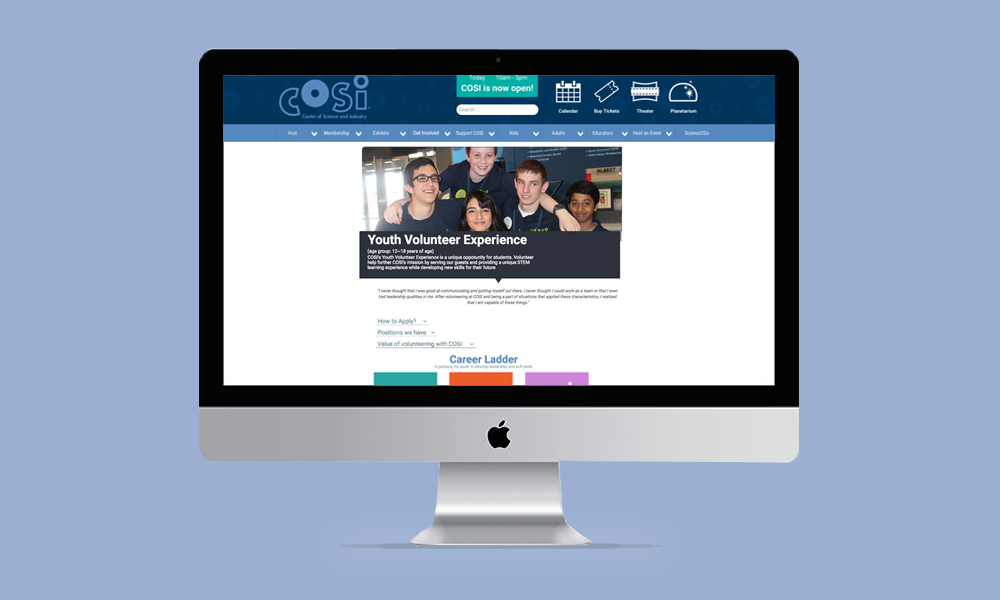 COSI
Center of Science and Industry
Today 10am - 5pm
COSI is now open!
Search ...
Calendar
Buy Tickets
Theater
Planetarium
Visit
Membership
Exhibits
Get Involved
Support COSI
Kids
Adults
Educators
Host an Event
ScienceOGs
ALBERT
Youth Volunteer Experience
(age group: 12–18 years of age)
COSI's Youth Volunteer Experience is a unique opportunity for students. Volunteer
help further COSI's mission by serving our guests and providing a unique STEM
learning experience while developing new skills for their future
"I never thought that I was good at communicating and putting myself out there. I never thought I could work as a team or that I even
had leadership qualities in me. After volunteering at COSI and being a part of situations that applied these characteristics, I realized
that I am capable of these things."
How to Apply?
Positions we have
Value of volunteering with COSI
Career Ladder
A pathway for youth to develop leadership and soft skills.